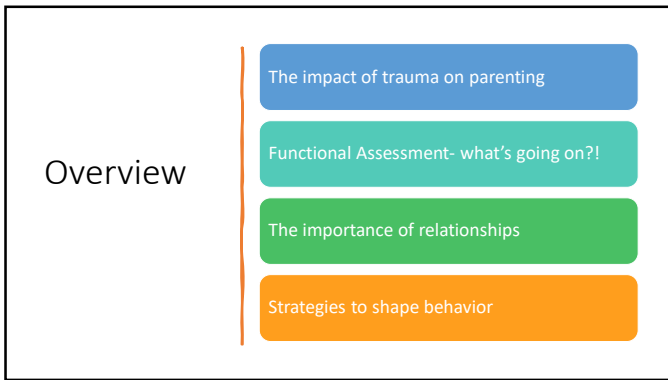 Overview
The impact of trauma on parenting
Functional Assessment- what's going on?!
The importance of relationships
Strategies to shape behavior